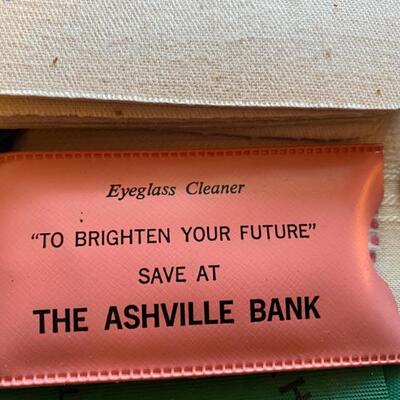 Eyeglass Cleaner
"TO BRIGHTEN YOUR FUTURE"
SAVE AT
THE ASHVILLE BANK